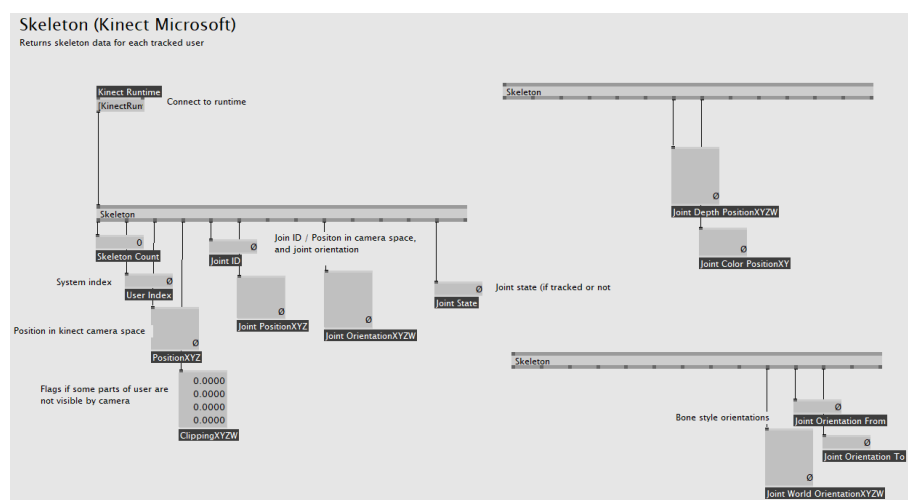 Skeleton (Kinect Microsoft)
Returns skeleton data for each tracked user
Kinect Runtime
[KinectRun
Connect to runtime
Skeleton
0
Skeleton Count
System index
Ø
User Index
Position in kinect camera space
Ø
PositionXYZ
Flags if some parts of user are
not visible by camera
0.0000
0.0000
0.0000
0.0000
ClippingXYZW
Ø
Joint ID
Join ID / Positon in camera space,
and joint orientation
Ø
Joint PositionXYZ
Ø
Joint OrientationXYZW
Ø
Joint State
Joint state (if tracked or not
Skeleton
Ø
Joint Depth PositionXYZW
Ø
Joint Color PositionXY
Skeleton
Bone style orientations
Ø
Joint Orientation From
Ø
Joint Orientation To
Ø
Joint World OrientationXYZW